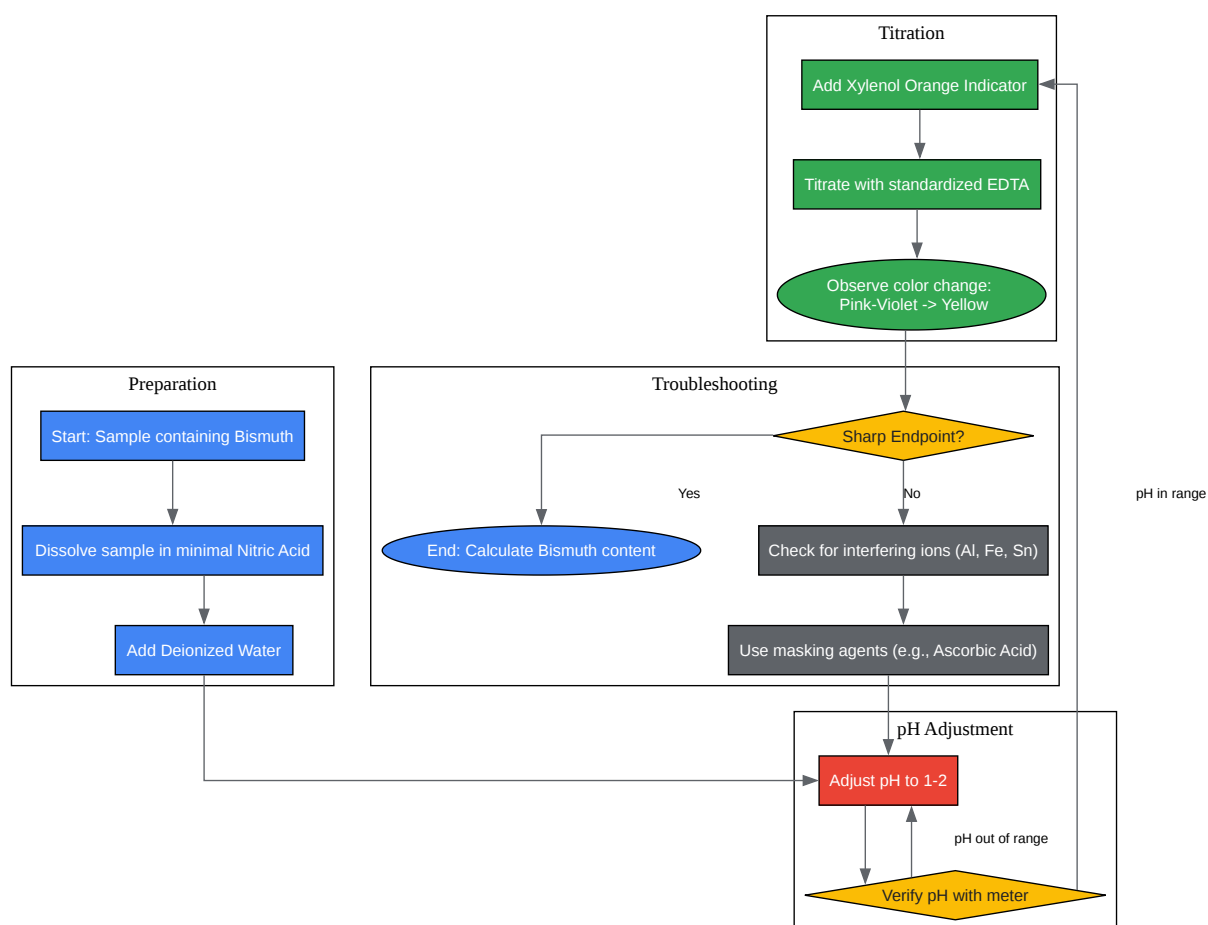 Titration
Add Xylenol Orange Indicator
Titrate with standardized EDTA
Observe color change:
Pink-Violet -> Yellow
Preparation
Start: Sample containing Bismuth
Dissolve sample in minimal Nitric Acid
Add Deionized Water
Troubleshooting
Sharp Endpoint?
Yes
No
pH in range
End: Calculate Bismuth content
Check for interfering ions (Al, Fe, Sn)
Use masking agents (e.g., Ascorbic Acid)
pH Adjustment
Adjust pH to 1-2
pH out of range
Verify pH with meter